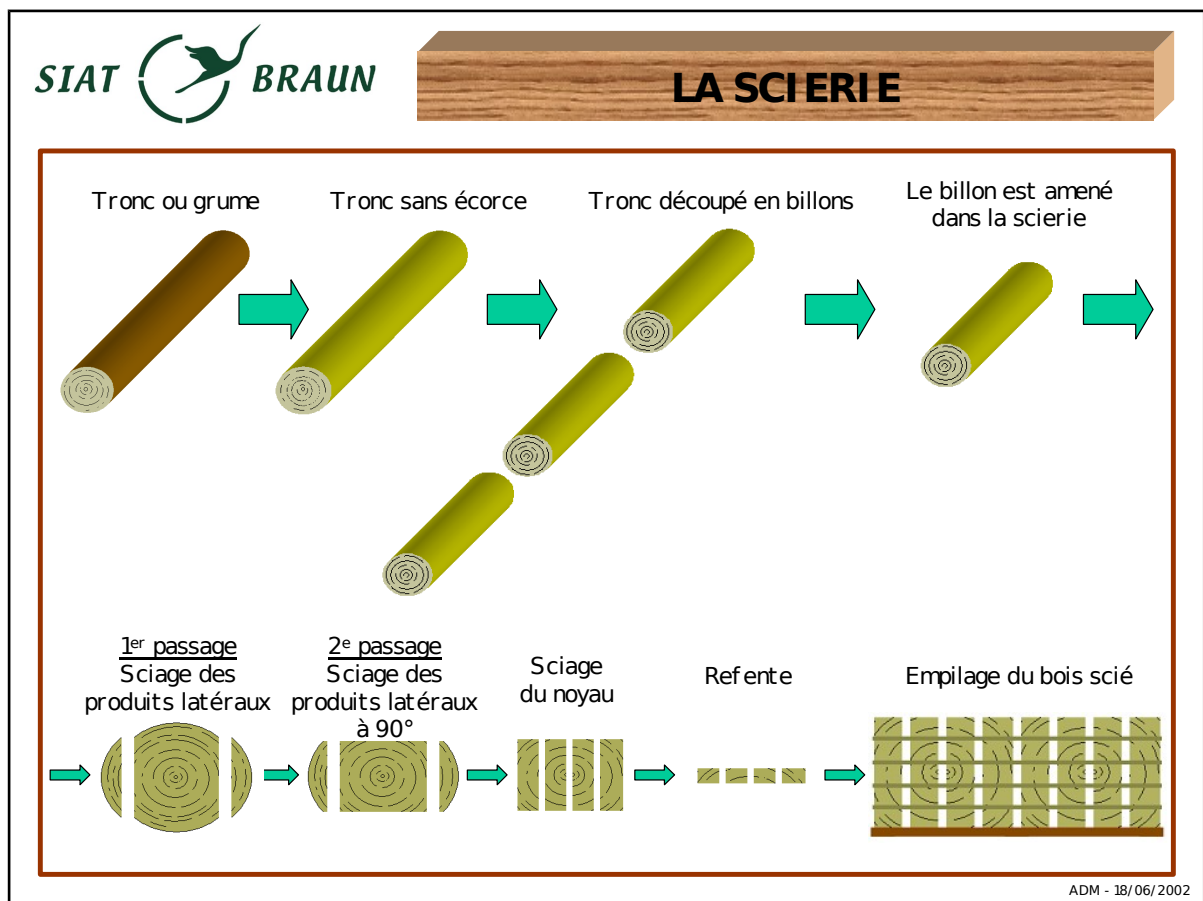 SIAT BRAUN
LA SCIERIE
Tronc ou grume
Tronc sans écorce
Tronc découpé en billons
Le billon est amené
dans la scierie
1er passage
Sciage des
produits latéraux
2e passage
Sciage des
produits latéraux
à 90°
Sciage
du noyau
Refente
Empilage du bois scié
ADM - 18/06/2002